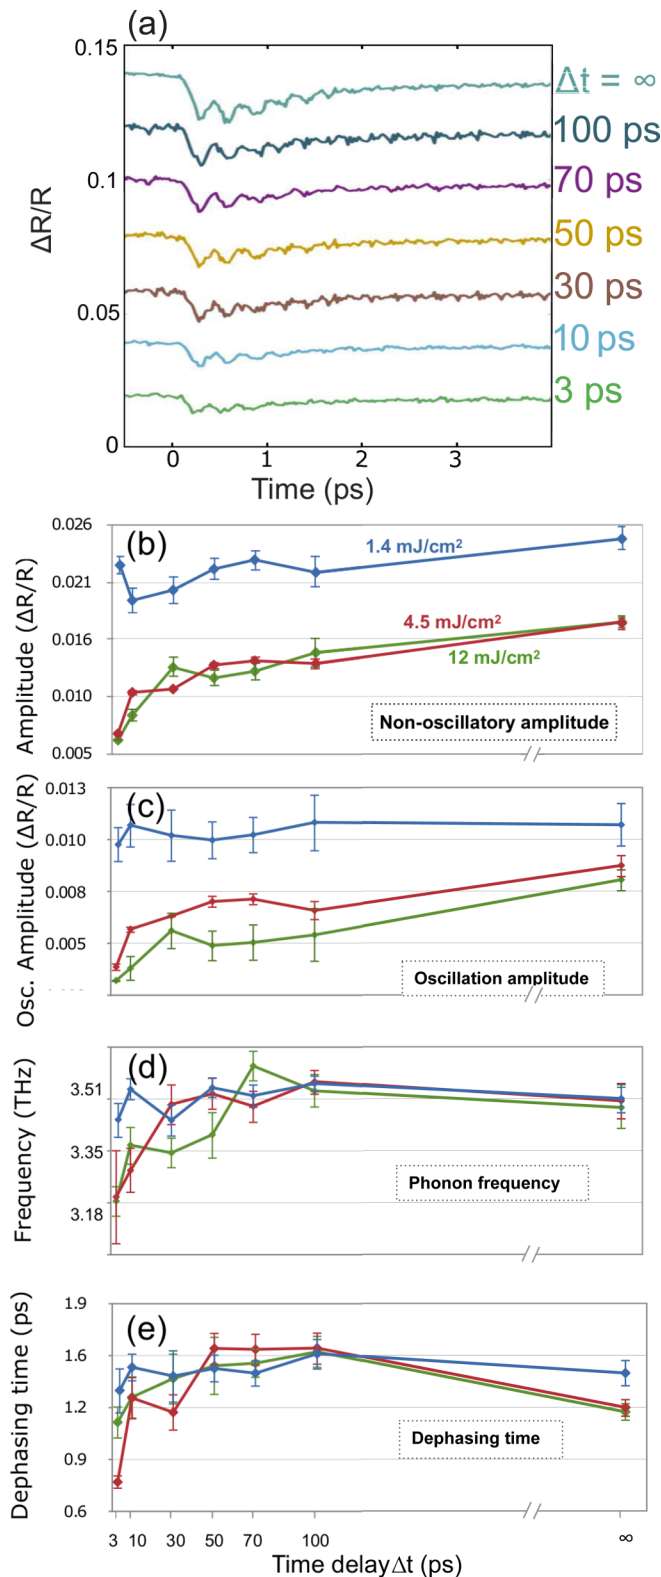 (a)
0.15
Δt = ∞
100 ps
0.1
70 ps
ΔR/R
50 ps
30 ps
0.05
10 ps
3 ps
0
0 1 2 3
Time (ps)
0.026
(b)
1.4 mJ/cm²
0.021
4.5 mJ/cm²
0.016
12 mJ/cm²
0.010
Non-oscillatory amplitude
0.005
Amplitude (ΔR/R)
0.013
(c)
0.010
0.008
0.005
Oscillation amplitude
Osc. Amplitude (ΔR/R)
(d)
3.51
3.35
Phonon frequency
3.18
Frequency (THz)
1.9
(e)
1.6
1.2
Dephasing time
0.9
0.6
Dephasing time (ps)
3 10 30 50 70 100 ∞
Time delayΔt (ps)